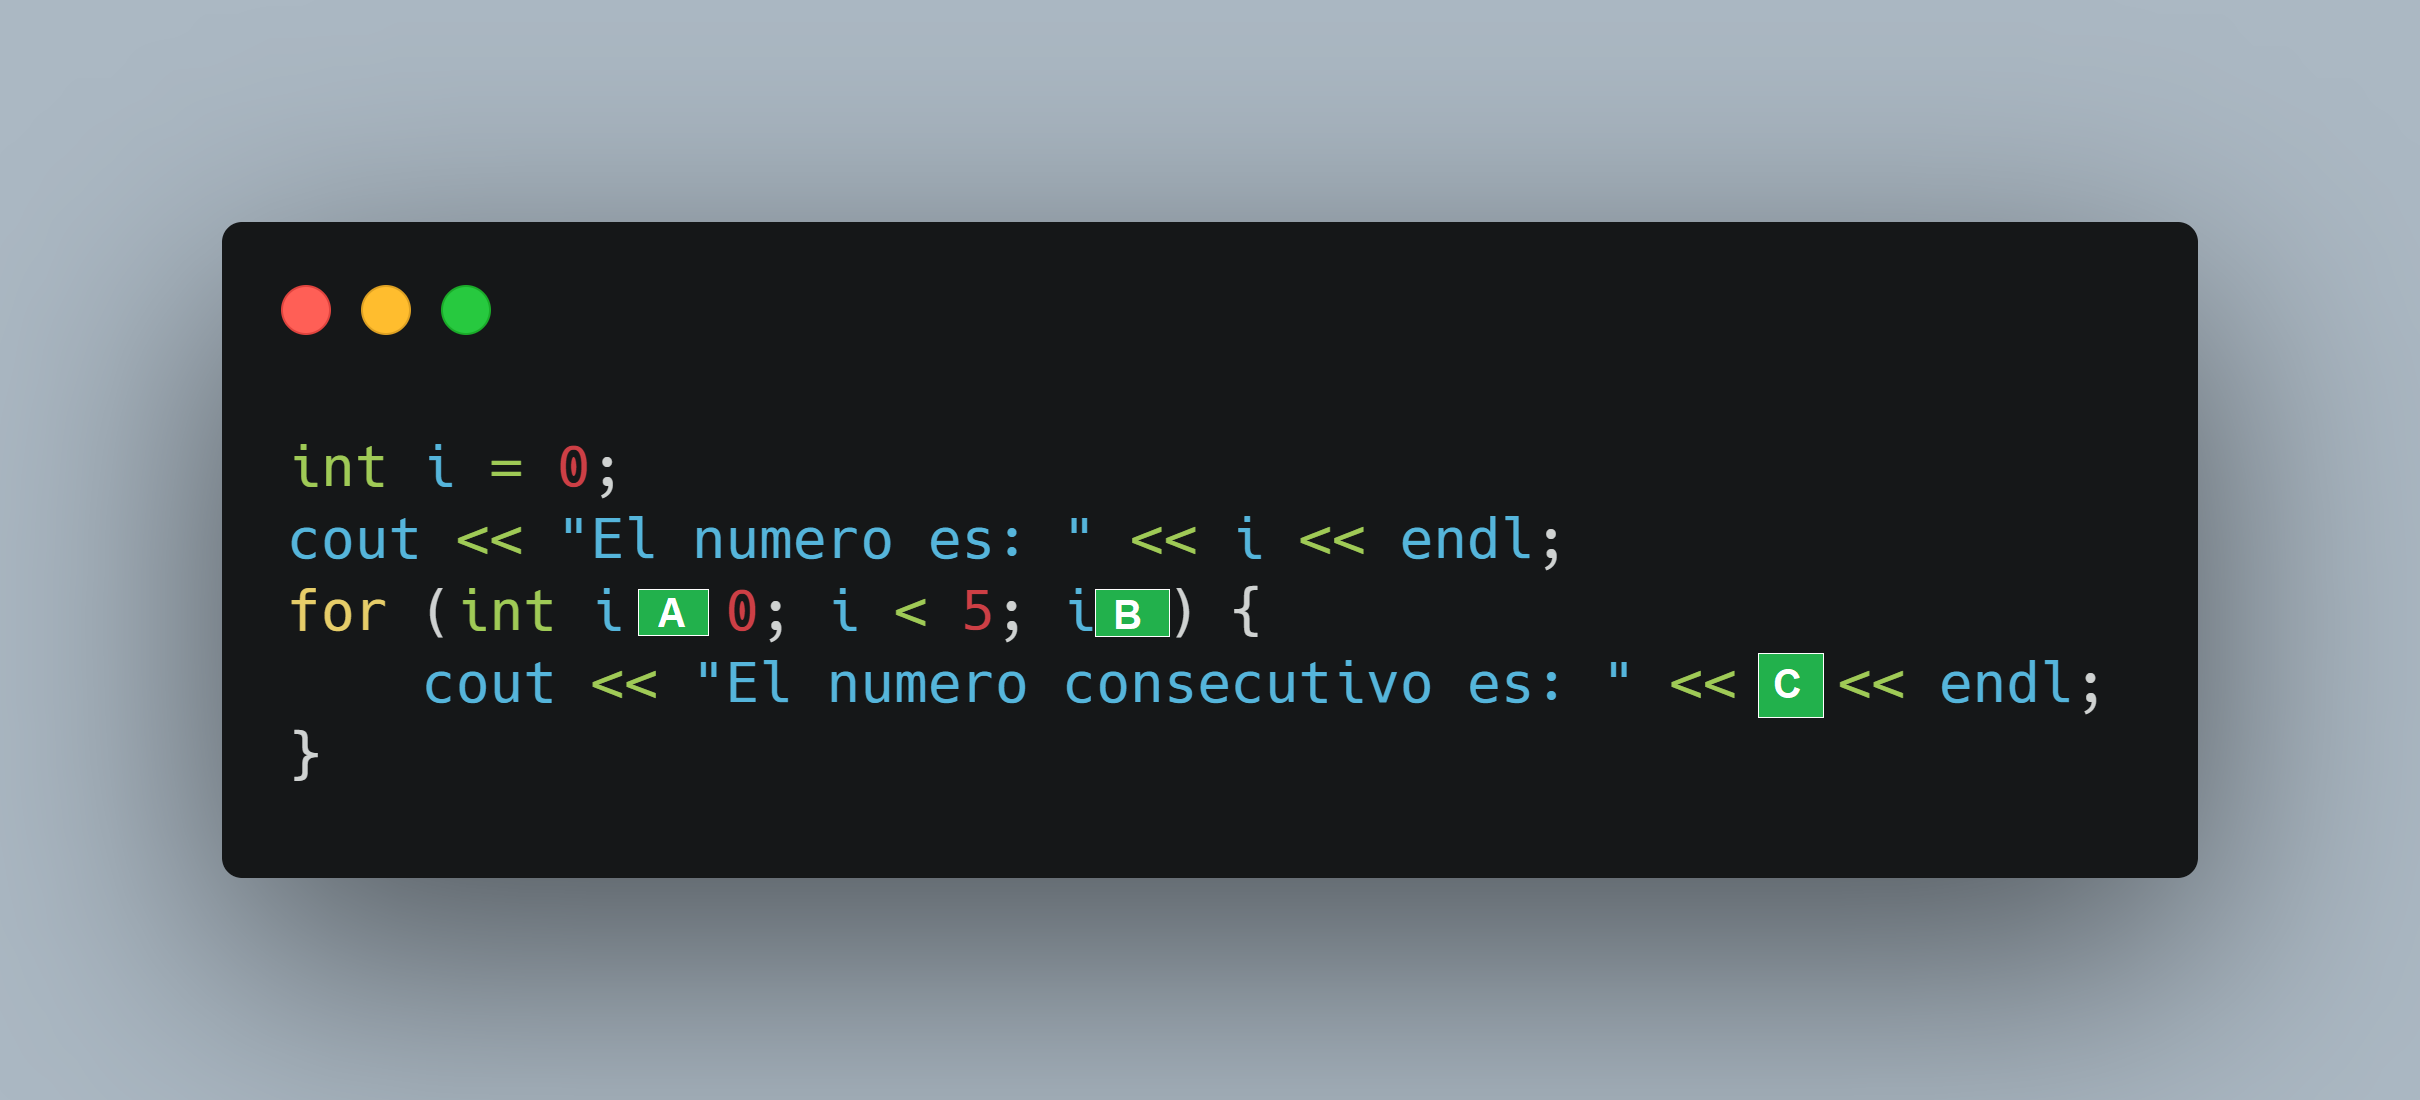 int i = 0;
cout << "El numero es: " << i << endl;
for (int i A 0; i < 5; i B ) {
    cout << "El numero consecutivo es: " << C << endl;
}